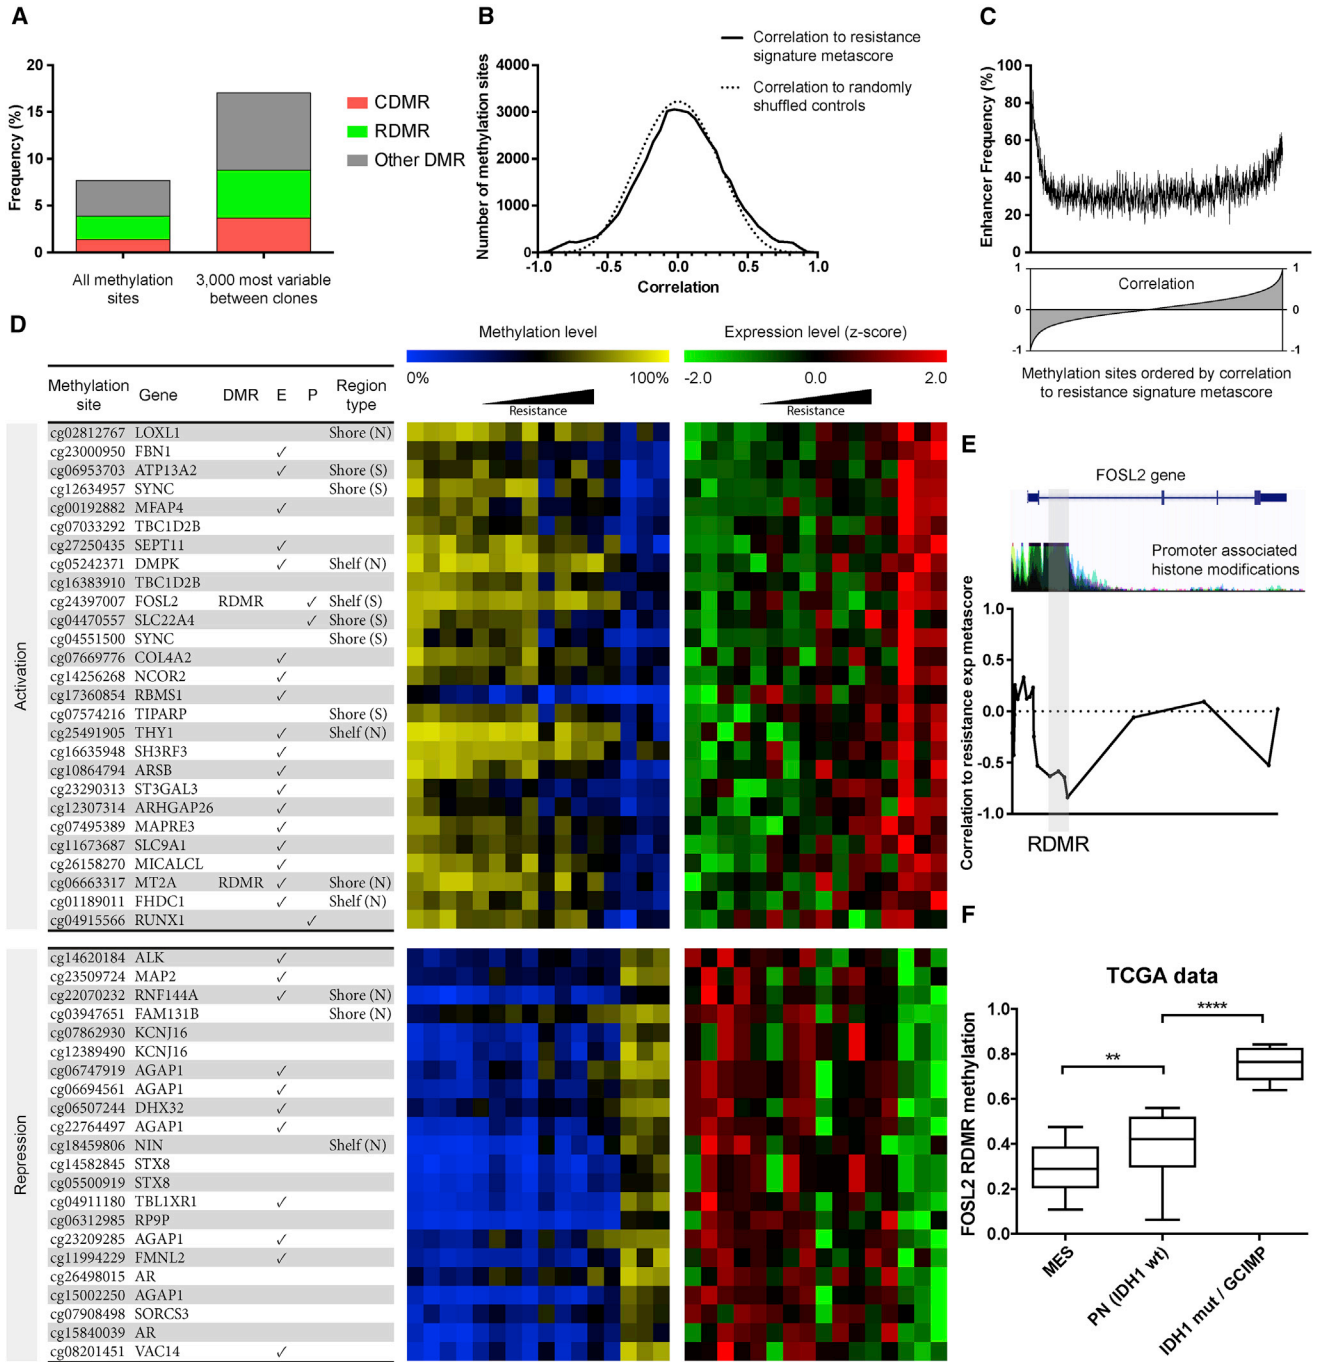 A
20
15
10
5
0
Frequency (%)
CDMR
RDMR
Other DMR
All methylation
sites
3,000 most variable
between clones
B
Correlation to resistance
signature metascore
Correlation to randomly
shuffled controls
4000
3000
2000
1000
0
Number of methylation sites
-1.0 -0.5 0.0 0.5 1.0
Correlation
C
100
80
60
40
20
0
Enhancer Frequency (%)
Correlation
1
0
-1
1
0
-1
Methylation sites ordered by correlation
to resistance signature metascore
D
Methylation level
0% 100%
Resistance
Expression level (z-score)
-2.0 0.0 2.0
Resistance
Methylation site Gene DMR E P Region type
Activation
cg02812767 LOXL1 Shore (N)
cg23000950 FBN1 ✓
cg06953703 ATP13A2 ✓ Shore (S)
cg12634957 SYNC Shore (S)
cg00192882 MFAP4 ✓
cg07033292 TBC1D2B
cg27250435 SEPT11 ✓
cg05242371 DMPK ✓ Shelf (N)
cg16383910 TBC1D2B
cg24397007 FOSL2 RDMR ✓ Shelf (S)
cg04470557 SLC22A4 ✓ Shore (S)
cg04551500 SYNC Shore (S)
cg07669776 COL4A2 ✓
cg14256268 NCOR2 ✓
cg17360854 RBMS1 ✓
cg07574216 TIPARP Shore (S)
cg25491905 THY1 ✓ Shelf (N)
cg16635948 SH3RF3 ✓
cg10864794 ARSB ✓
cg23290313 ST3GAL3 ✓
cg12307314 ARHGAP26 ✓
cg07495389 MAPRE3 ✓
cg11673687 SLC9A1 ✓
cg26158270 MICALCL ✓
cg06663317 MT2A RDMR ✓ Shore (N)
cg01189011 FHDC1 ✓ Shelf (N)
cg04915566 RUNX1 ✓
Repression
cg14620184 ALK ✓
cg23509724 MAP2 ✓
cg22070232 RNF144A ✓ Shore (N)
cg03947651 FAM131B Shore (N)
cg07862930 KCNJ16
cg12389490 KCNJ16
cg06747919 AGAP1 ✓
cg06694561 AGAP1 ✓
cg06507244 DHX32 ✓
cg22764497 AGAP1 ✓
cg18459806 NIN Shelf (N)
cg14582845 STX8
cg05500919 STX8
cg04911180 TBL1XR1 ✓
cg06312985 RP9P
cg23209285 AGAP1 ✓
cg11994229 FMNL2 ✓
cg26498015 AR
cg15002250 AGAP1
cg07908498 SORCS3
cg15840039 AR
cg08201451 VAC14 ✓
E
FOSL2 gene
Promoter associated
histone modifications
1.0
0.5
0.0
-0.5
-1.0
Correlation to resistance exp metascore
RDMR
F
TCGA data
1.0
0.8
0.6
0.4
0.2
0.0
FOSL2 RDMR methylation
**
****
MES
PN (IDH1 wt)
IDH1 mut / GCIMP